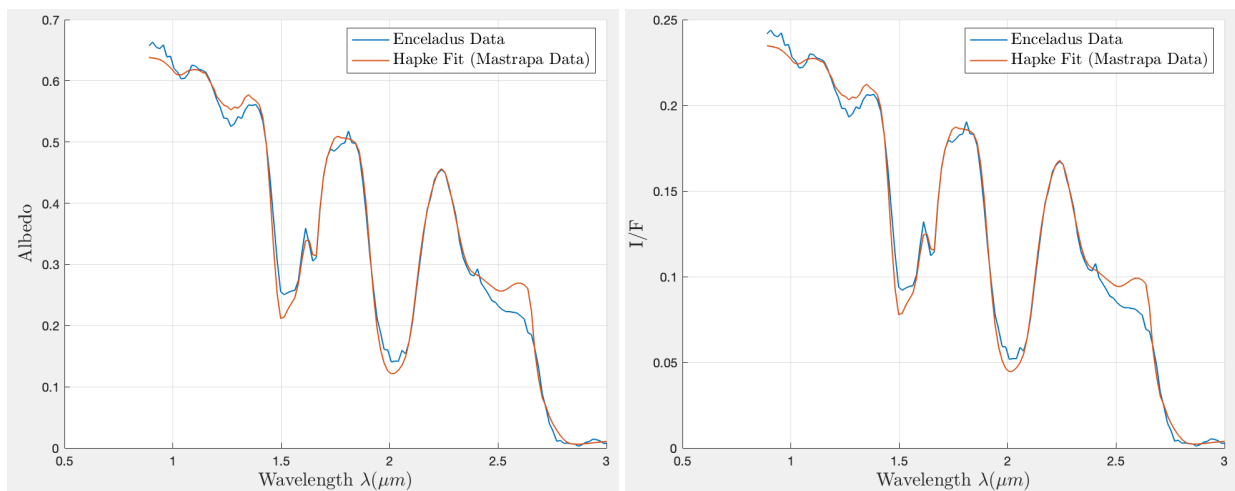 0.7
0.6
0.5
0.4
0.3
0.2
0.1
0
Albedo
Enceladus Data
Hapke Fit (Mastrapa Data)
0.5 1 1.5 2 2.5 3
Wavelength λ(μm)
0.25
0.2
0.15
0.1
0.05
0
I/F
Enceladus Data
Hapke Fit (Mastrapa Data)
0.5 1 1.5 2 2.5 3
Wavelength λ(μm)